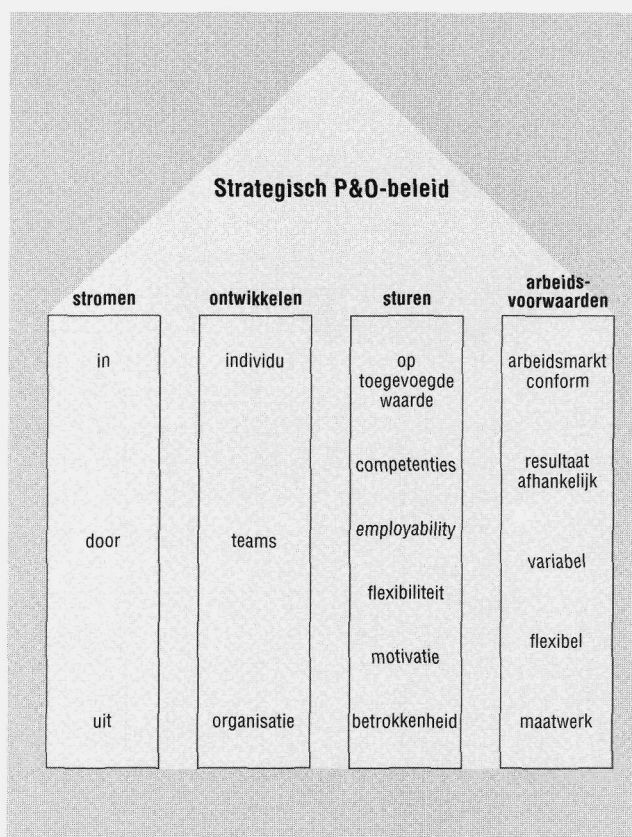 Strategisch P&O-beleid
stromen
in
door
uit
ontwikkelen
individu
teams
organisatie
sturen
op
toegevoegde
waarde
competenties
employability
flexibiliteit
motivatie
betrokkenheid
arbeids-
voorwaarden
arbeidsmarkt
conform
resultaat
afhankelijk
variabel
flexibel
maatwerk